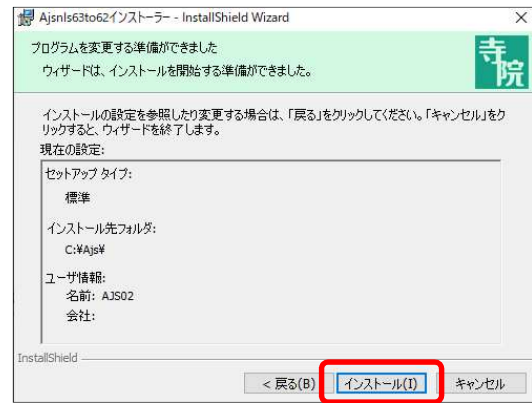 Ajsnls63to62インストーラー - InstallShield Wizard
プログラムを変更する準備ができました
ウィザードは、インストールを開始する準備ができました。
寺院
インストールの設定を参照したり変更する場合は、「戻る」をクリックしてください。「キャンセル」をク
リックすると、ウィザードを終了します。
現在の設定:
セットアップ タイプ:
標準
インストール先フォルダ:
C:¥Ajs¥
ユーザ情報:
名前: AJS02
会社:
InstallShield
< 戻る(B)
インストール(I)
キャンセル